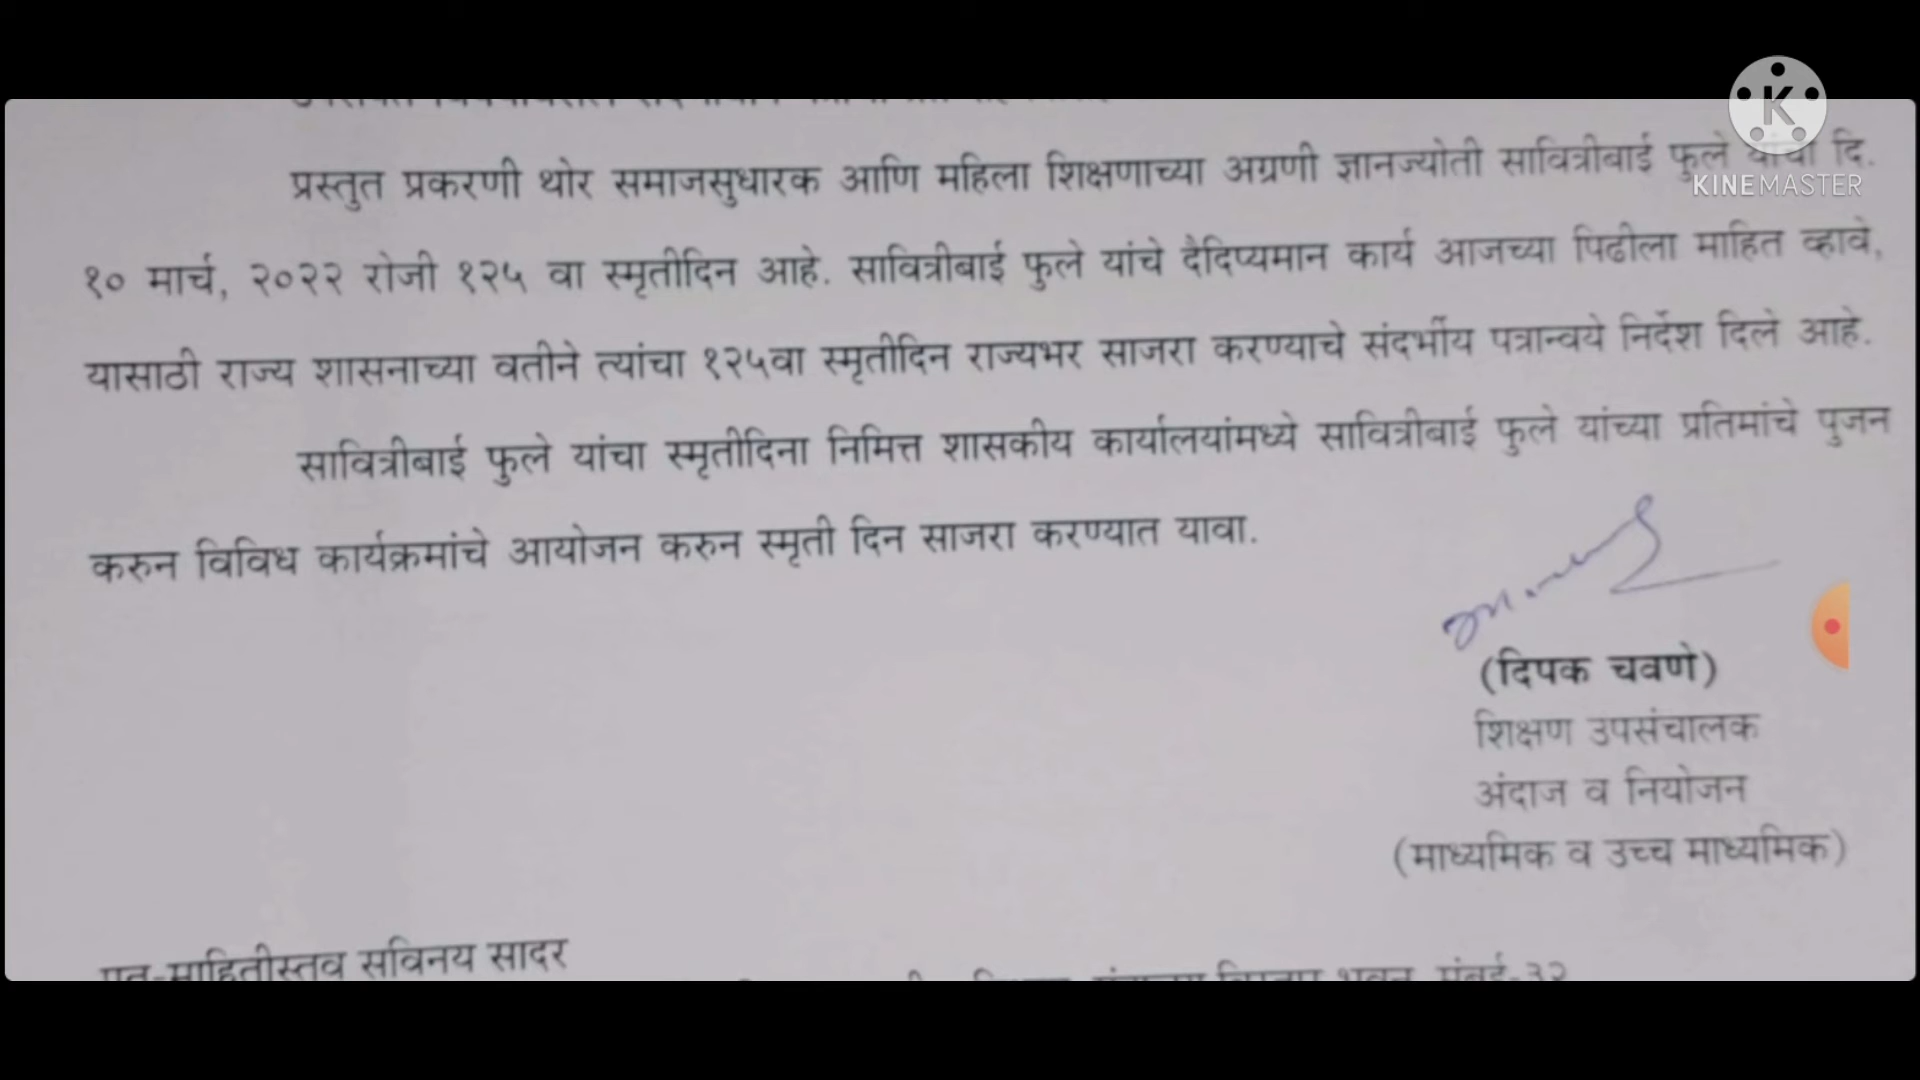 प्रस्तुत प्रकरणी थोर समाजसुधारक आणि महिला शिक्षणाच्या अग्रणी ज्ञानज्योती सावित्रीबाई फुले यांचा दि.
१० मार्च, २०२२ रोजी १२५ वा स्मृतीदिन आहे. सावित्रीबाई फुले यांचे दैदिप्यमान कार्य आजच्या पिढीला माहित व्हावे,
यासाठी राज्य शासनाच्या वतीने त्यांचा १२५वा स्मृतीदिन राज्यभर साजरा करण्याचे संदर्भीय पत्रान्वये निर्देश दिले आहे.
सावित्रीबाई फुले यांचा स्मृतीदिना निमित्त शासकीय कार्यालयांमध्ये सावित्रीबाई फुले यांच्या प्रतिमांचे पुजन
करुन विविध कार्यक्रमांचे आयोजन करुन स्मृती दिन साजरा करण्यात यावा.
(दिपक चवणे)
शिक्षण उपसंचालक
अंदाज व नियोजन
(माध्यमिक व उच्च माध्यमिक)
प्रत-माहितीस्तव सविनय सादर
मुंबई-३२
K
KINEMASTER